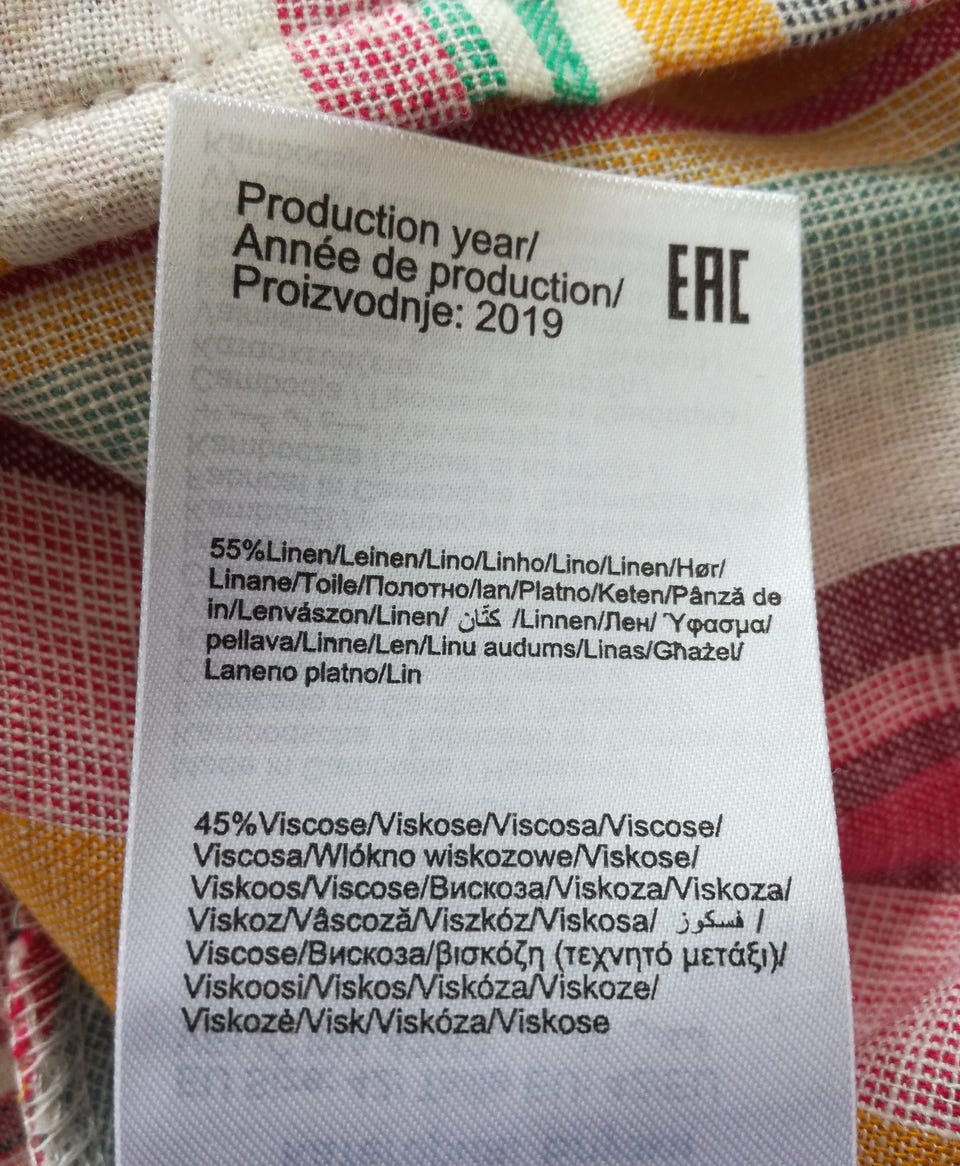 Production year/
Année de production/
Proizvodnje: 2019
EAC
55%Linen/Leinen/Lino/Linho/Lino/Linen/Hør/
Linane/Toile/Полотно/lan/Platno/Keten/Pânză de
in/Lenvászon/Linen/ كتّان /Linnen/Лен/ Ύφασμα/
pellava/Linne/Len/Linu audums/Linas/Għażel/
Laneno platno/Lin
45%Viscose/Viskose/Viscosa/Viscose/
Viscosa/Wlókno wiskozowe/Viskose/
Viskoos/Viscose/Вискоза/Viskoza/Viskoza/
Viskoz/Vâscoză/Viszkóz/Viskosa/ فسكوز /
Viscose/Вискоза/βισκόζη (τεχνητό μετάξι)/
Viskoosi/Viskos/Viskóza/Viskoze/
Viskozė/Visk/Viskóza/Viskose